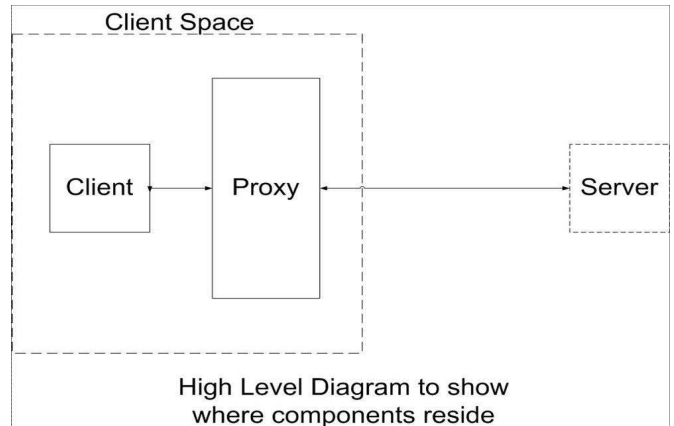 Client Space
Client
Proxy
Server
High Level Diagram to show
where components reside